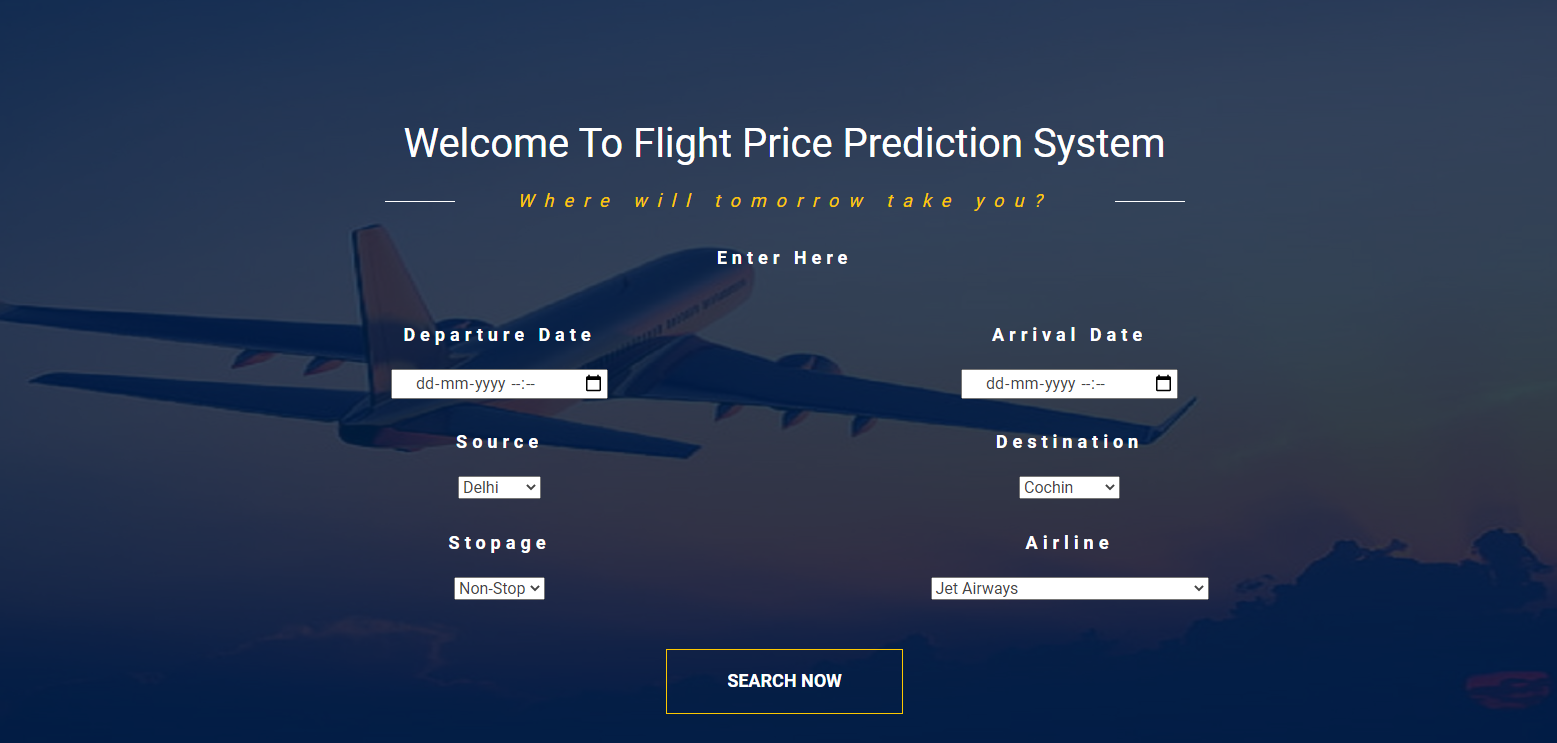 Welcome To Flight Price Prediction System
Where will tomorrow take you?
Enter Here
Departure Date Arrival Date
dd-mm-yyyy --:-- dd-mm-yyyy --:--
Source Destination
Delhi Cochin
Stopage Airline
Non-Stop Jet Airways
SEARCH NOW